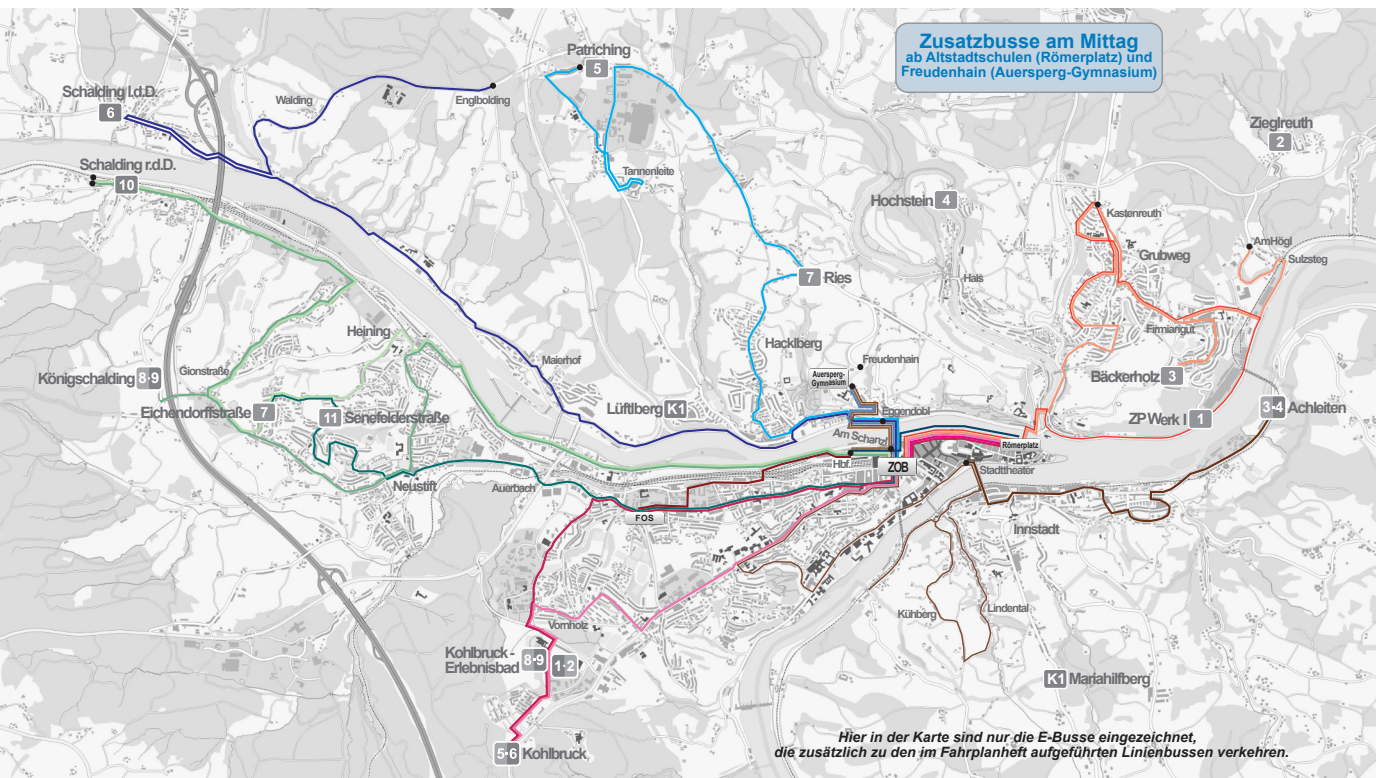 Zusatzbusse am Mittag
ab Altstadtschulen (Römerplatz) und
Freudenhain (Auersperg-Gymnasium)
Patriching
5
Schalding l.d.D.
6
Walding
Englbolding
Zieglreuth
2
Schalding r.d.D.
10
Tannenleite
Hochstein 4
Kastenreuth
AmHögl
Grubweg
Sulzsteg
7 Ries
Hals
Heining
Firmiangut
Hacklberg
Maierhof
Freudenhain
Gionstraße
Auersperg-
Gymnasium
Königschalding 8•9
Bäckerholz 3
Eichendorffstraße 7
11 Senefelderstraße
Lüftlberg K1
Eggendobl
ZP Werk I 1
3•4 Achleiten
Am Schanzl
Römerplatz
Hbf.
ZOB
Stadttheater
Neustift
Auerbach
FOS
Innstadt
Kühberg
Lindental
Vornholz
Kohlbruck -
Erlebnisbad
8•9
1•2
K1 Mariahilfberg
5•6 Kohlbruck
Hier in der Karte sind nur die E-Busse eingezeichnet,
die zusätzlich zu den im Fahrplanheft aufgeführten Linienbussen verkehren.